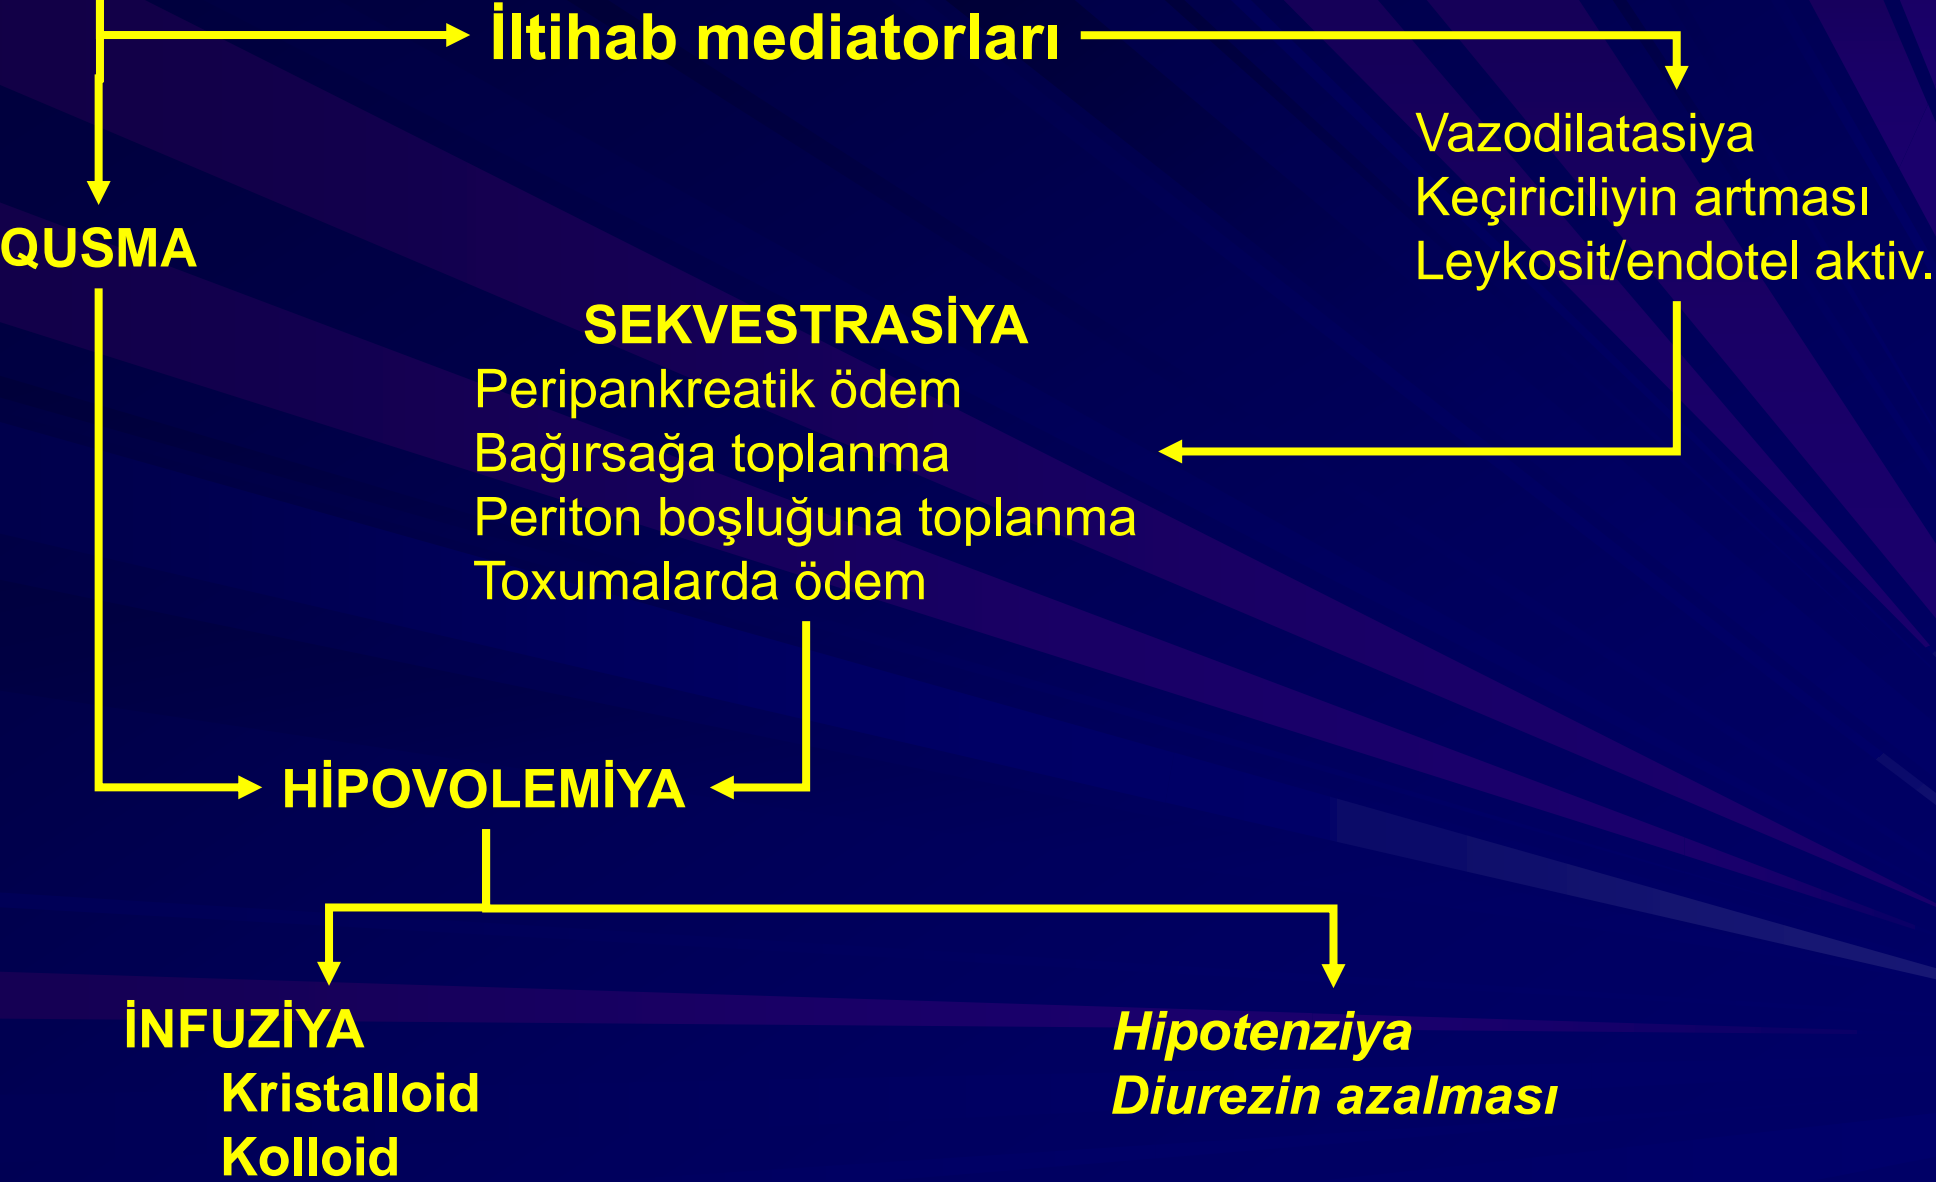 İltihab mediatorları
Vazodilatasiya
Keçiriciliyin artması
Leykosit/endotel aktiv.
QUSMA
SEKVESTRASİYA
Peripankreatik ödem
Bağırsağa toplanma
Periton boşluğuna toplanma
Toxumalarda ödem
HİPOVOLEMİYA
İNFUZİYA
Kristalloid
Kolloid
Hipotenziya
Diurezin azalması